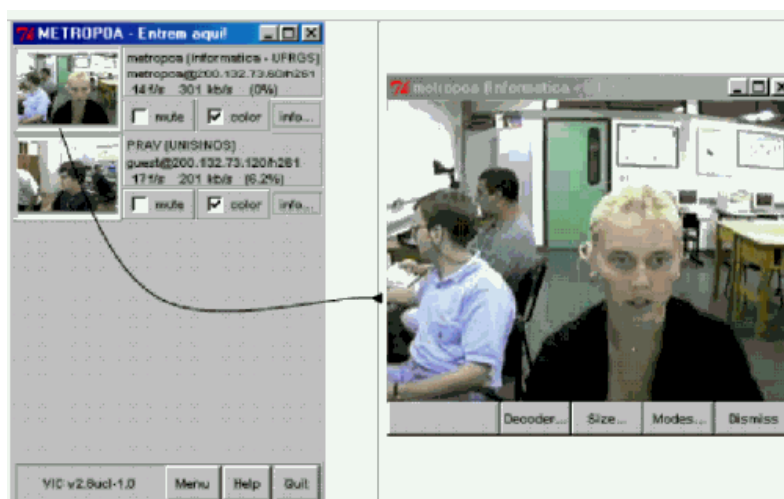 METROPOA - Entrem aqui!
metropoa (Informatica - UFRGS)
metropoa@200.132.73.60/h261
14 f/s 301 kb/s (0%)
mute color info...
PRAV (UNISINOS)
guest@200.132.73.120/h261
17 f/s 201 kb/s (6.2%)
mute color info...
VIC v2.8ucl-1.0 Menu Help Quit
metropoa (Informatica
Decoder... Size... Modes... Dismiss